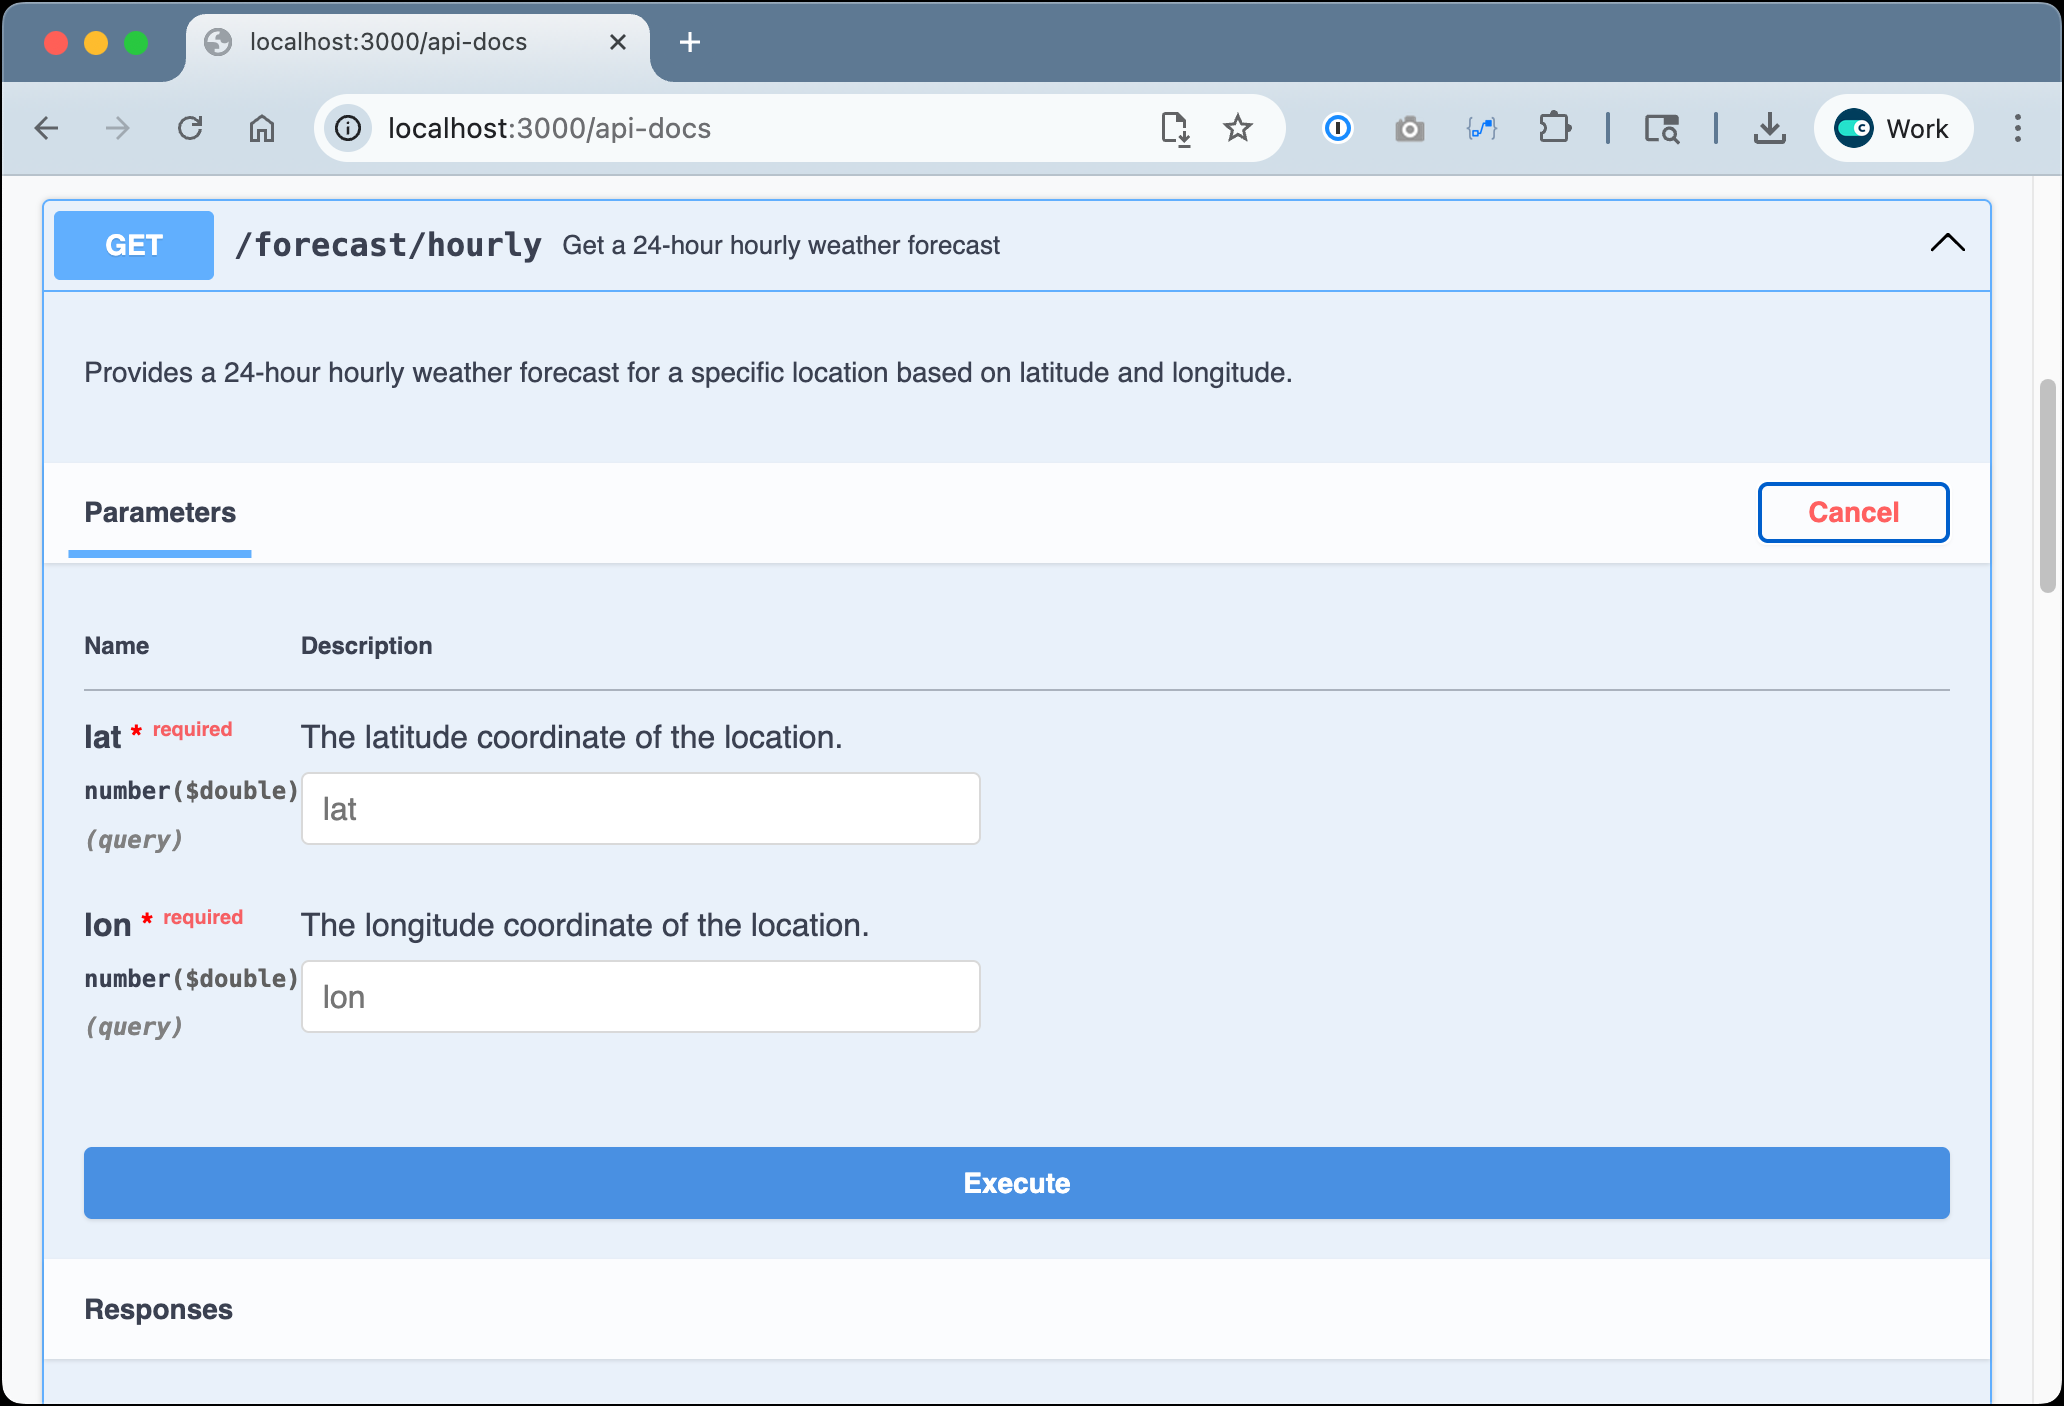 localhost:3000/api-docs
localhost:3000/api-docs
Work
GET /forecast/hourly Get a 24-hour hourly weather forecast
Provides a 24-hour hourly weather forecast for a specific location based on latitude and longitude.
Parameters
Cancel
Name Description
lat * required
The latitude coordinate of the location.
number($double)
lat
(query)
lon * required
The longitude coordinate of the location.
number($double)
lon
(query)
Execute
Responses